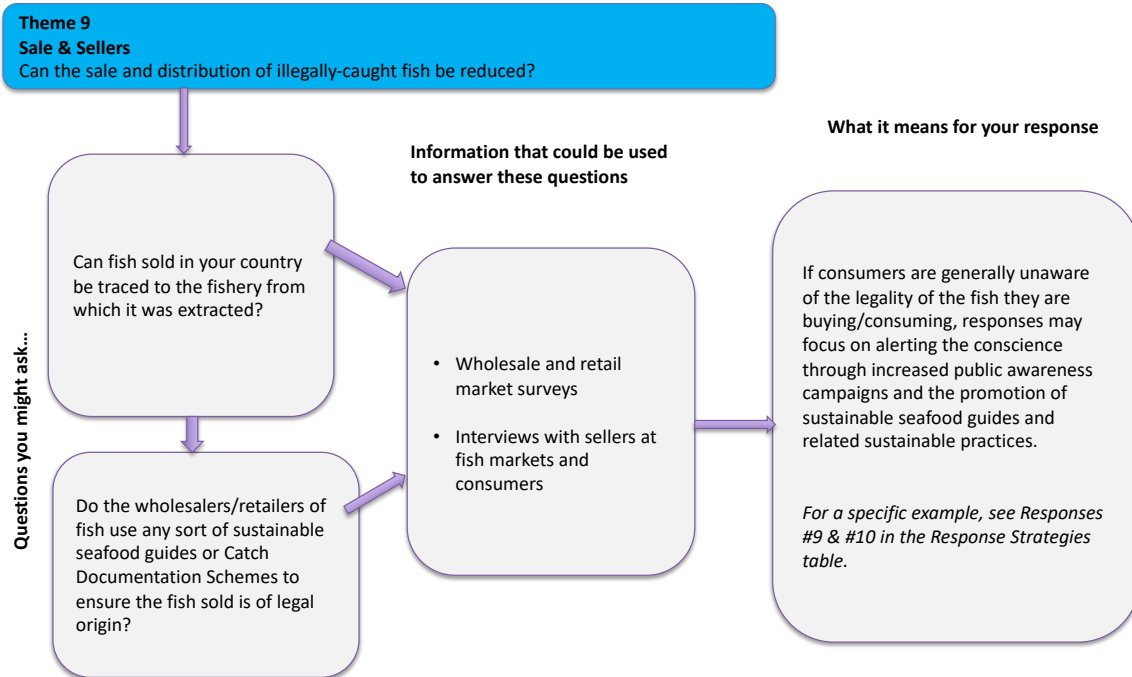 Theme 9
Sale & Sellers
Can the sale and distribution of illegally-caught fish be reduced?
What it means for your response
Information that could be used
to answer these questions
Questions you might ask…
Can fish sold in your country
be traced to the fishery from
which it was extracted?
Do the wholesalers/retailers of
fish use any sort of sustainable
seafood guides or Catch
Documentation Schemes to
ensure the fish sold is of legal
origin?
• Wholesale and retail
market surveys
• Interviews with sellers at
fish markets and
consumers
If consumers are generally unaware
of the legality of the fish they are
buying/consuming, responses may
focus on alerting the conscience
through increased public awareness
campaigns and the promotion of
sustainable seafood guides and
related sustainable practices.
For a specific example, see Responses
#9 & #10 in the Response Strategies
table.